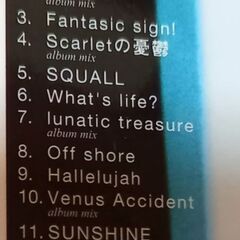 3. Fantasic sign!
album mix
4. Scarletの憂鬱
album mix
5. SQUALL
6. What's life?
7. lunatic treasure
album mix
8. Off shore
9. Hallelujah
10. Venus Accident
album mix
11. SUNSHINE